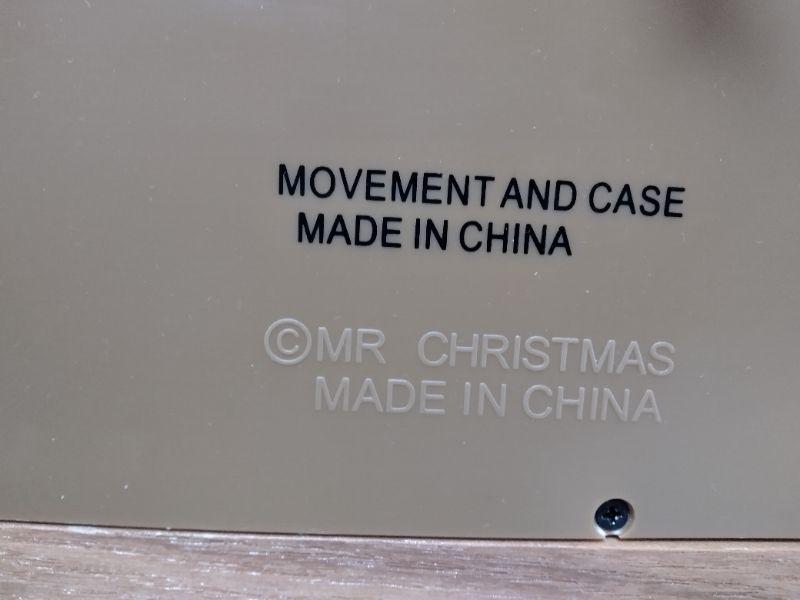 MOVEMENT AND CASE
MADE IN CHINA
©MR CHRISTMAS
MADE IN CHINA